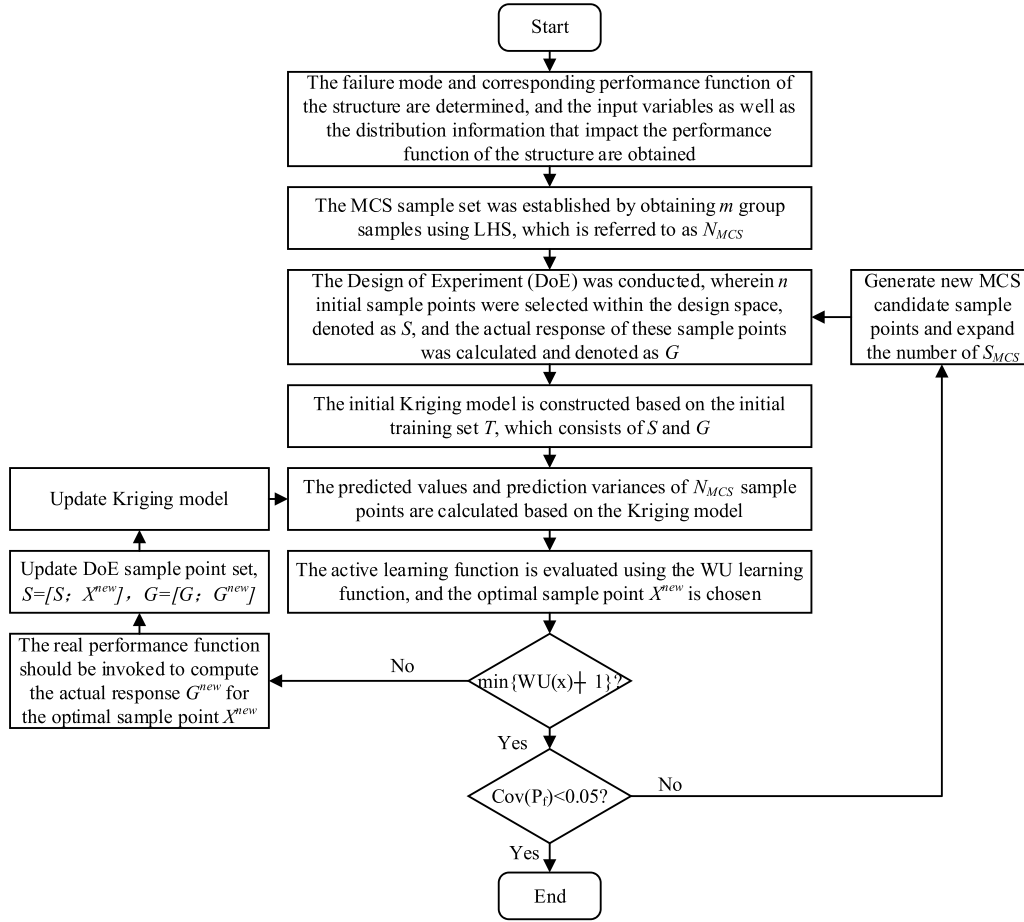 Start
The failure mode and corresponding performance function of
the structure are determined, and the input variables as well as
the distribution information that impact the performance
function of the structure are obtained
The MCS sample set was established by obtaining m group
samples using LHS, which is referred to as N_MCS
The Design of Experiment (DoE) was conducted, wherein n
initial sample points were selected within the design space,
denoted as S, and the actual response of these sample points
was calculated and denoted as G
Generate new MCS
candidate sample
points and expand
the number of S_MCS
The initial Kriging model is constructed based on the initial
training set T, which consists of S and G
Update Kriging model
The predicted values and prediction variances of N_MCS sample
points are calculated based on the Kriging model
Update DoE sample point set,
S=[S；X^new]，G=[G；G^new]
The active learning function is evaluated using the WU learning
function, and the optimal sample point X^new is chosen
The real performance function
should be invoked to compute
the actual response G^new for
the optimal sample point X^new
No
min{WU(x)┼ 1}?
Yes
Cov(P_f)<0.05?
No
Yes
End